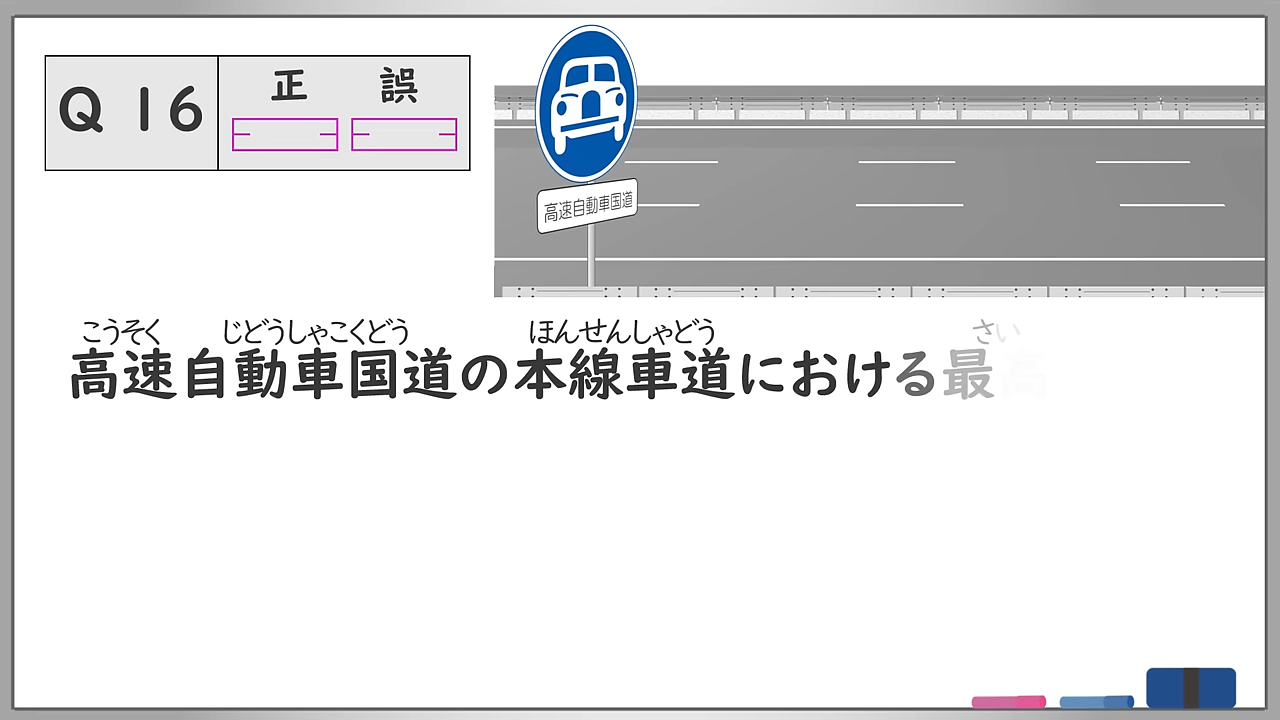 Q 16
正 誤
高速自動車国道
こうそく じどうしゃこくどう ほんせんしゃどう さい
高速自動車国道の本線車道における最高